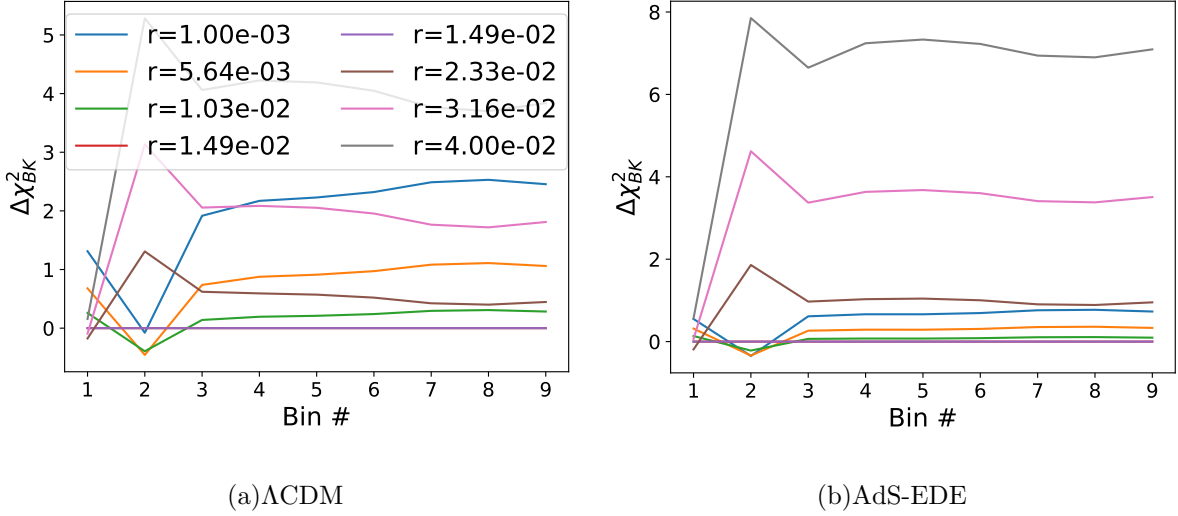 5
4
3
2
1
0
Δχ²_BK
r=1.00e-03
r=5.64e-03
r=1.03e-02
r=1.49e-02
r=1.49e-02
r=2.33e-02
r=3.16e-02
r=4.00e-02
1 2 3 4 5 6 7 8 9
Bin #
(a)ΛCDM
8
6
4
2
0
Δχ²_BK
1 2 3 4 5 6 7 8 9
Bin #
(b)AdS-EDE